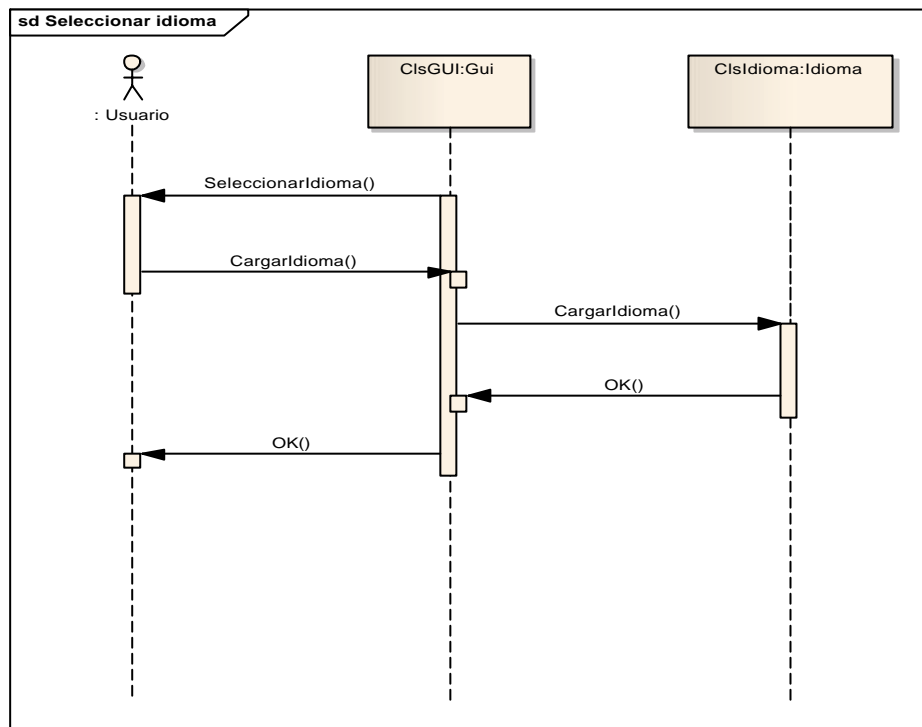 sd Seleccionar idioma
: Usuario
ClsGUI:Gui
ClsIdioma:Idioma
SeleccionarIdioma()
CargarIdioma()
CargarIdioma()
OK()
OK()